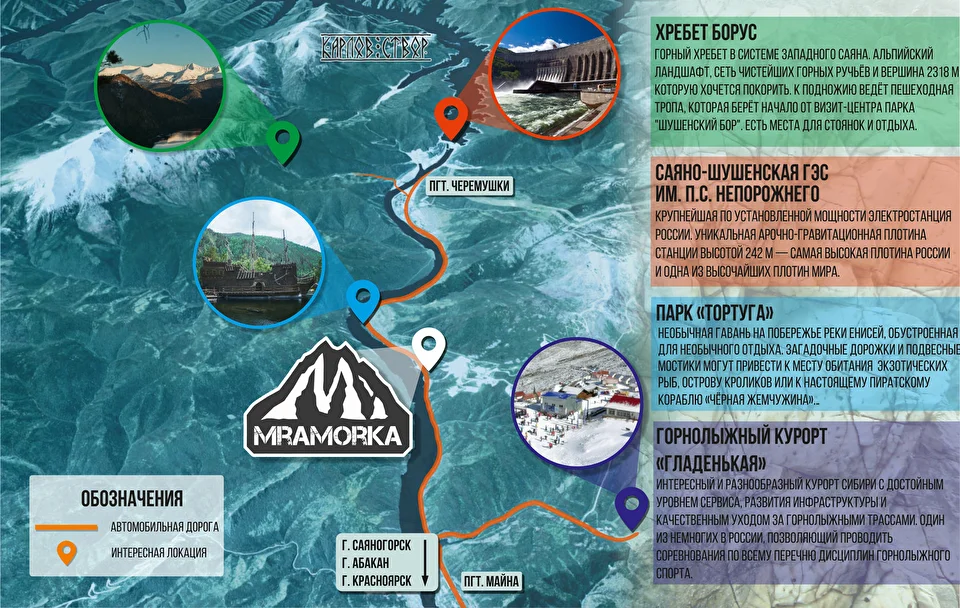 КАРЛОВ:СТВОР
ПГТ. ЧЕРЕМУШКИ
MRAMORKA
ОБОЗНАЧЕНИЯ
АВТОМОБИЛЬНАЯ ДОРОГА
ИНТЕРЕСНАЯ ЛОКАЦИЯ
Г. САЯНОГОРСК
Г. АБАКАН
Г. КРАСНОЯРСК
ПГТ. МАЙНА
ХРЕБЕТ БОРУС
ГОРНЫЙ ХРЕБЕТ В СИСТЕМЕ ЗАПАДНОГО САЯНА. АЛЬПИЙСКИЙ
ЛАНДШАФТ, СЕТЬ ЧИСТЕЙШИХ ГОРНЫХ РУЧЬЁВ И ВЕРШИНА 2318 М
КОТОРУЮ ХОЧЕТСЯ ПОКОРИТЬ. К ПОДНОЖИЮ ВЕДЁТ ПЕШЕХОДНАЯ
ТРОПА, КОТОРАЯ БЕРЁТ НАЧАЛО ОТ ВИЗИТ-ЦЕНТРА ПАРКА
"ШУШЕНСКИЙ БОР". ЕСТЬ МЕСТА ДЛЯ СТОЯНОК И ОТДЫХА.
САЯНО-ШУШЕНСКАЯ ГЭС
ИМ. П.С. НЕПОРОЖНЕГО
КРУПНЕЙШАЯ ПО УСТАНОВЛЕННОЙ МОЩНОСТИ ЭЛЕКТРОСТАНЦИЯ
РОССИИ. УНИКАЛЬНАЯ АРОЧНО-ГРАВИТАЦИОННАЯ ПЛОТИНА
СТАНЦИИ ВЫСОТОЙ 242 М — САМАЯ ВЫСОКАЯ ПЛОТИНА РОССИИ
И ОДНА ИЗ ВЫСОЧАЙШИХ ПЛОТИН МИРА.
ПАРК «ТОРТУГА»
НЕОБЫЧНАЯ ГАВАНЬ НА ПОБЕРЕЖЬЕ РЕКИ ЕНИСЕЙ, ОБУСТРОЕННАЯ
ДЛЯ НЕОБЫЧНОГО ОТДЫХА. ЗАГАДОЧНЫЕ ДОРОЖКИ И ПОДВЕСНЫЕ
МОСТИКИ МОГУТ ПРИВЕСТИ К МЕСТУ ОБИТАНИЯ ЭКЗОТИЧЕСКИХ
РЫБ, ОСТРОВУ КРОЛИКОВ ИЛИ К НАСТОЯЩЕМУ ПИРАТСКОМУ
КОРАБЛЮ «ЧЁРНАЯ ЖЕМЧУЖИНА»...
ГОРНОЛЫЖНЫЙ КУРОРТ
«ГЛАДЕНЬКАЯ»
ИНТЕРЕСНЫЙ И РАЗНООБРАЗНЫЙ КУРОРТ СИБИРИ С ДОСТОЙНЫМ
УРОВНЕМ СЕРВИСА, РАЗВИТИЯ ИНФРАСТРУКТУРЫ И
КАЧЕСТВЕННЫМ УХОДОМ ЗА ГОРНОЛЫЖНЫМИ ТРАССАМИ. ОДИН
ИЗ НЕМНОГИХ В РОССИИ, ПОЗВОЛЯЮЩИЙ ПРОВОДИТЬ
СОРЕВНОВАНИЯ ПО ВСЕМУ ПЕРЕЧНЮ ДИСЦИПЛИН ГОРНОЛЫЖНОГО
СПОРТА.